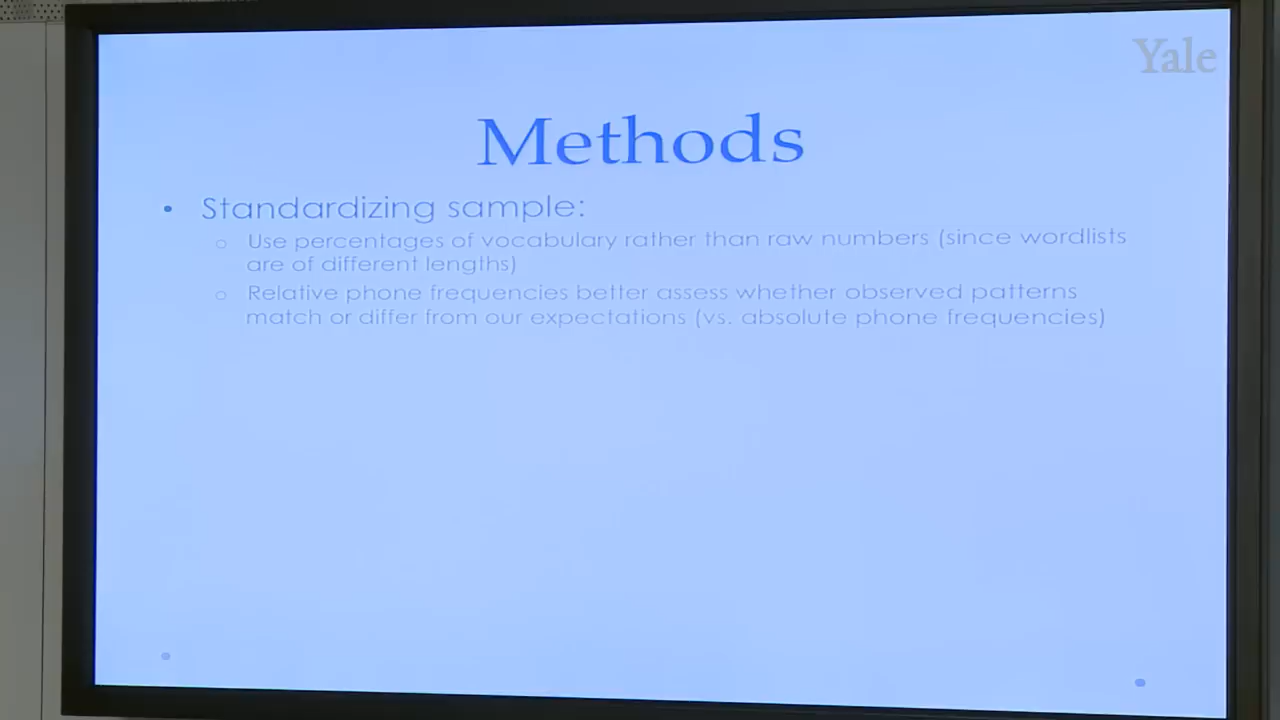 Yale
Methods
• Standardizing sample:
o Use percentages of vocabulary rather than raw numbers (since wordlists
are of different lengths)
o Relative phone frequencies better assess whether observed patterns
match or differ from our expectations (vs. absolute phone frequencies)